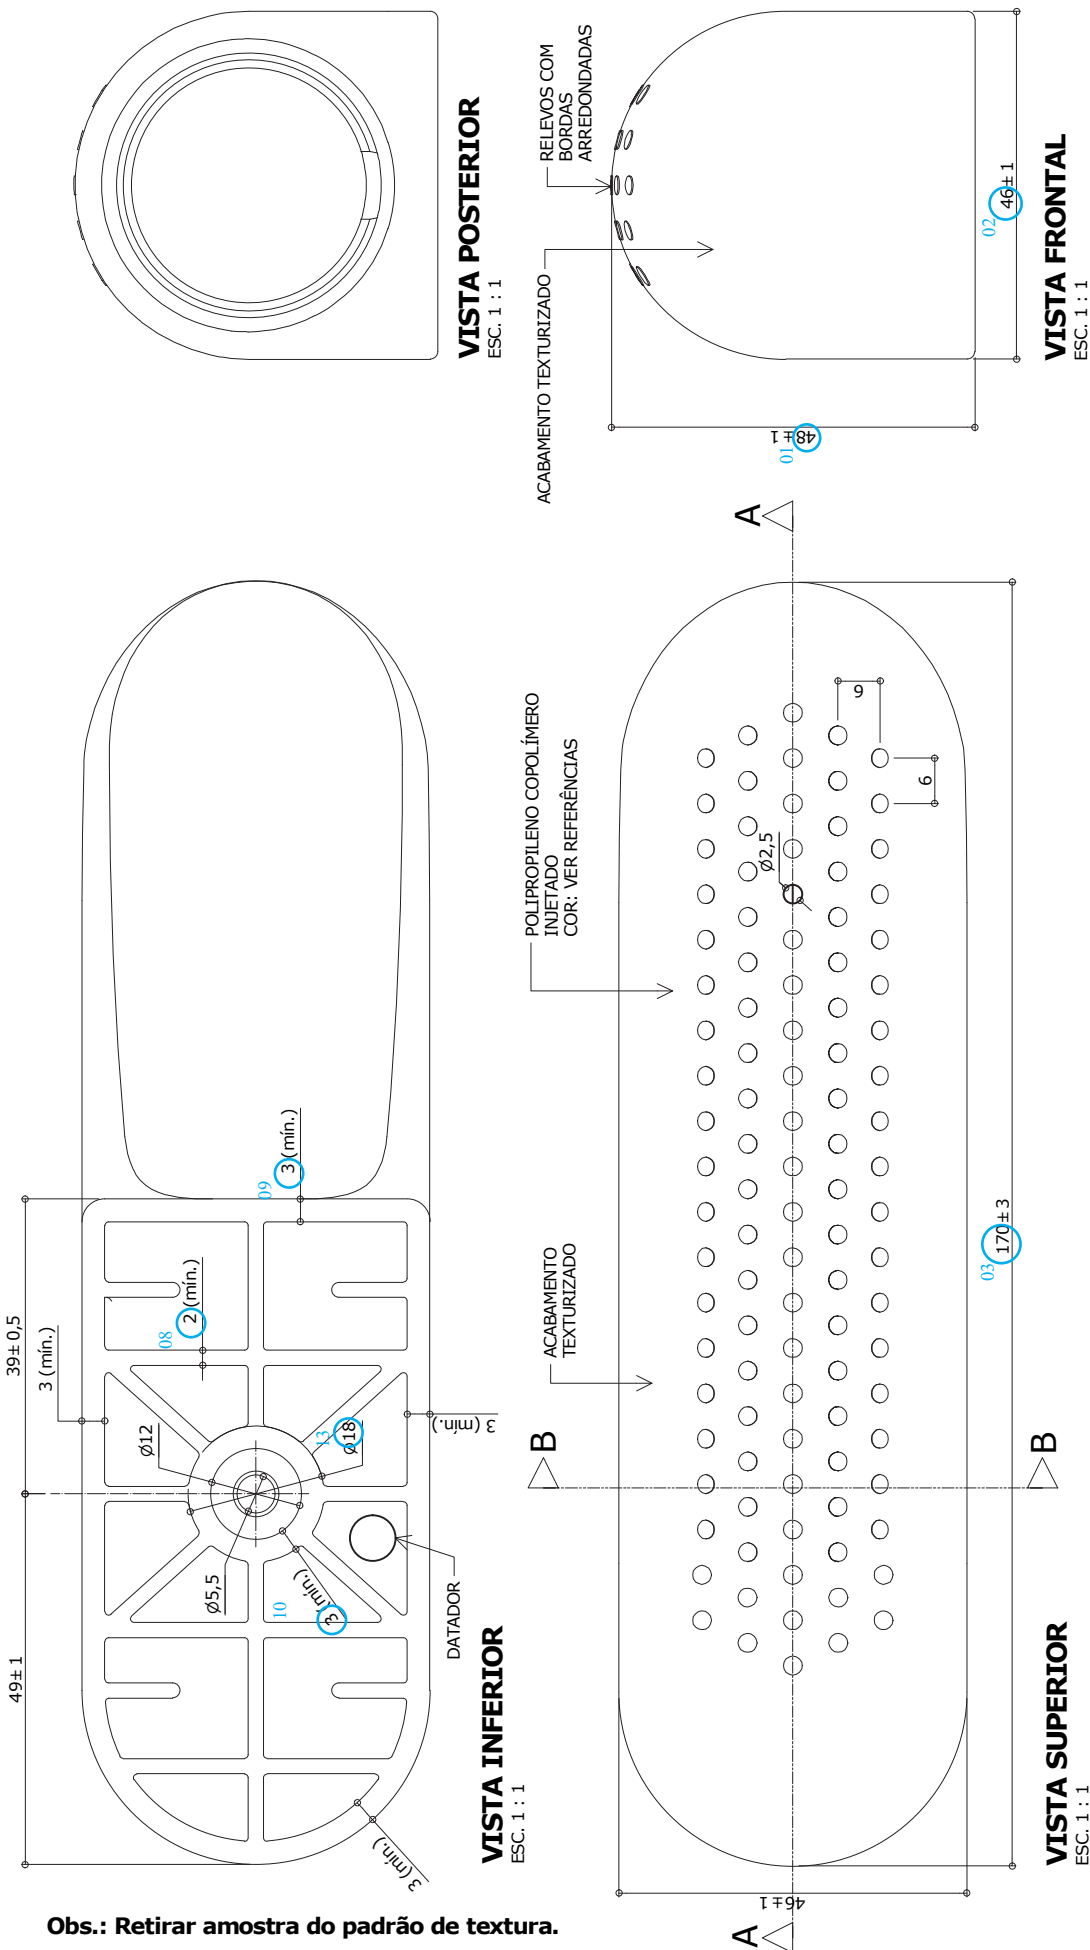 VISTA POSTERIOR
ESC. 1 : 1
RELEVOS COM
BORDAS
ARREDONDADAS
ACABAMENTO TEXTURIZADO
01
48±1
02
46± 1
VISTA FRONTAL
ESC. 1 : 1
39± 0,5
49± 1
3 (mín.)
08
2 (mín.)
09
3 (mín.)
Ø12
13
Ø18
3 (mín.)
Ø5,5
10
3 (mín.)
DATADOR
3 (mín.)
VISTA INFERIOR
ESC. 1 : 1
POLIPROPILENO COPOLÍMERO
INJETADO
COR: VER REFERÊNCIAS
ACABAMENTO
TEXTURIZADO
A
A
B
B
Ø2,5
6
6
03
170± 3
46±1
VISTA SUPERIOR
ESC. 1 : 1
Obs.: Retirar amostra do padrão de textura.